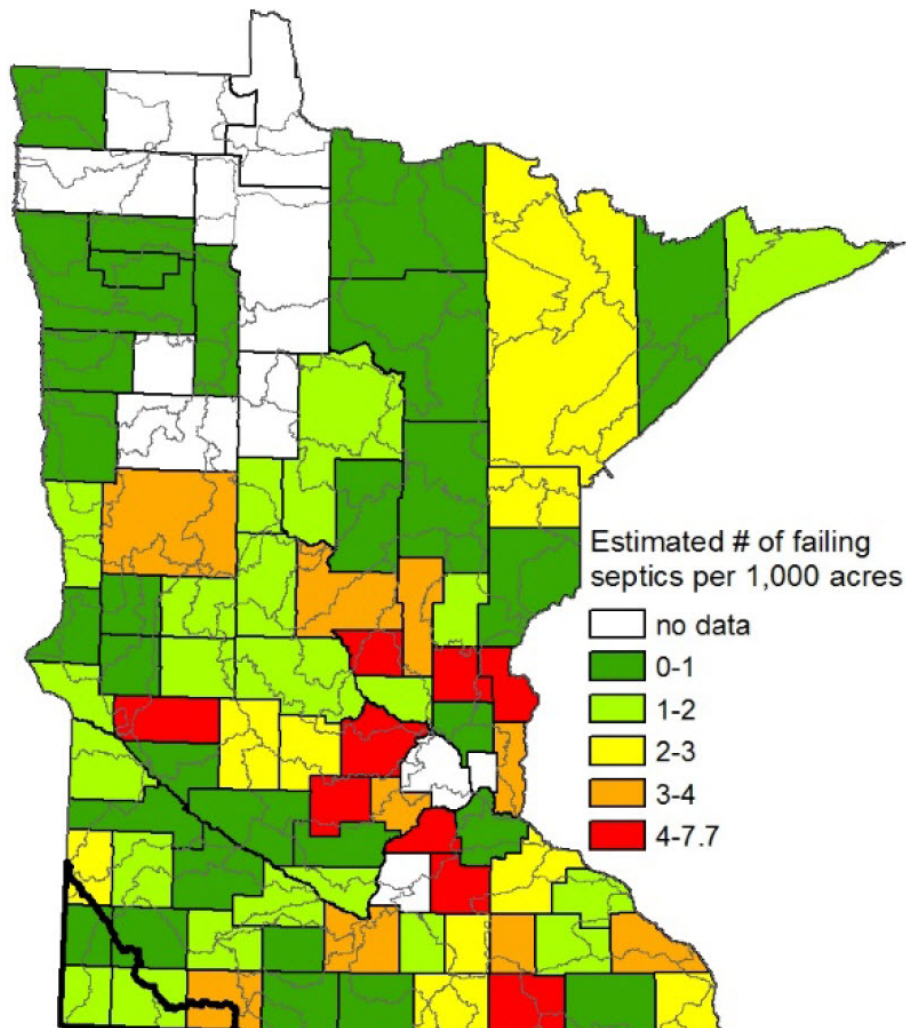 Estimated # of failing
septics per 1,000 acres
no data
0-1
1-2
2-3
3-4
4-7.7